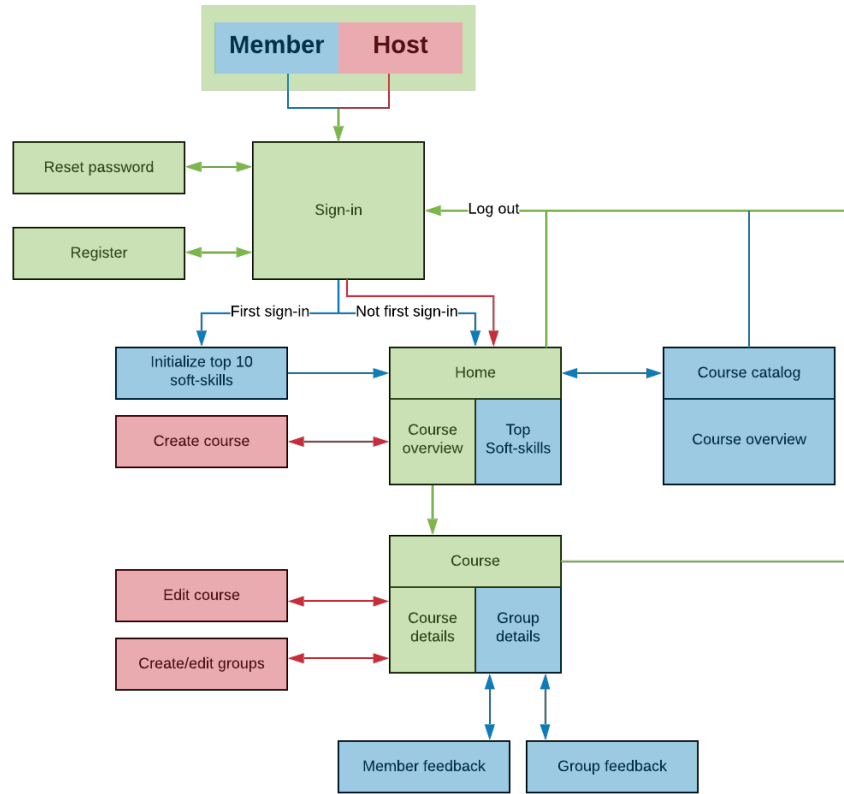 Member Host
Reset password
Sign-in
Log out
Register
First sign-in
Not first sign-in
Initialize top 10
soft-skills
Home
Course catalog
Create course
Course
overview
Top
Soft-skills
Course overview
Course
Edit course
Course
details
Group
details
Create/edit groups
Member feedback
Group feedback